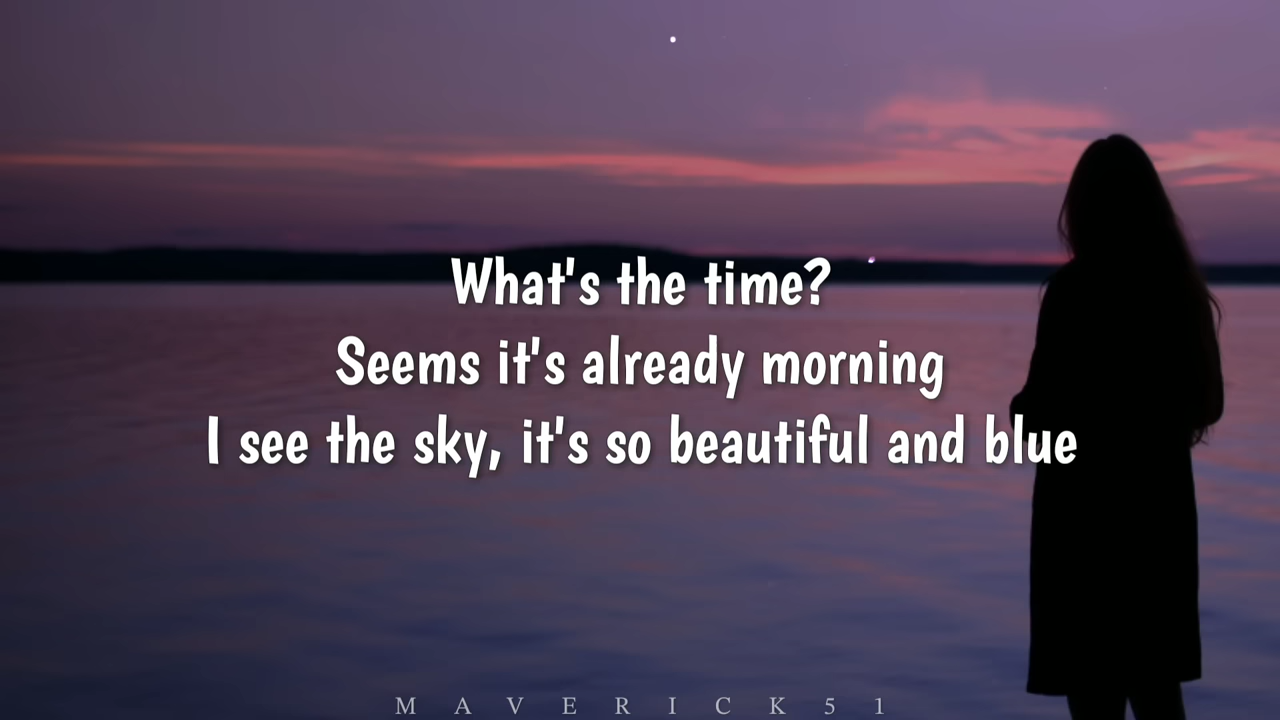 What's the time?
Seems it's already morning
I see the sky, it's so beautiful and blue
MAVERICK51